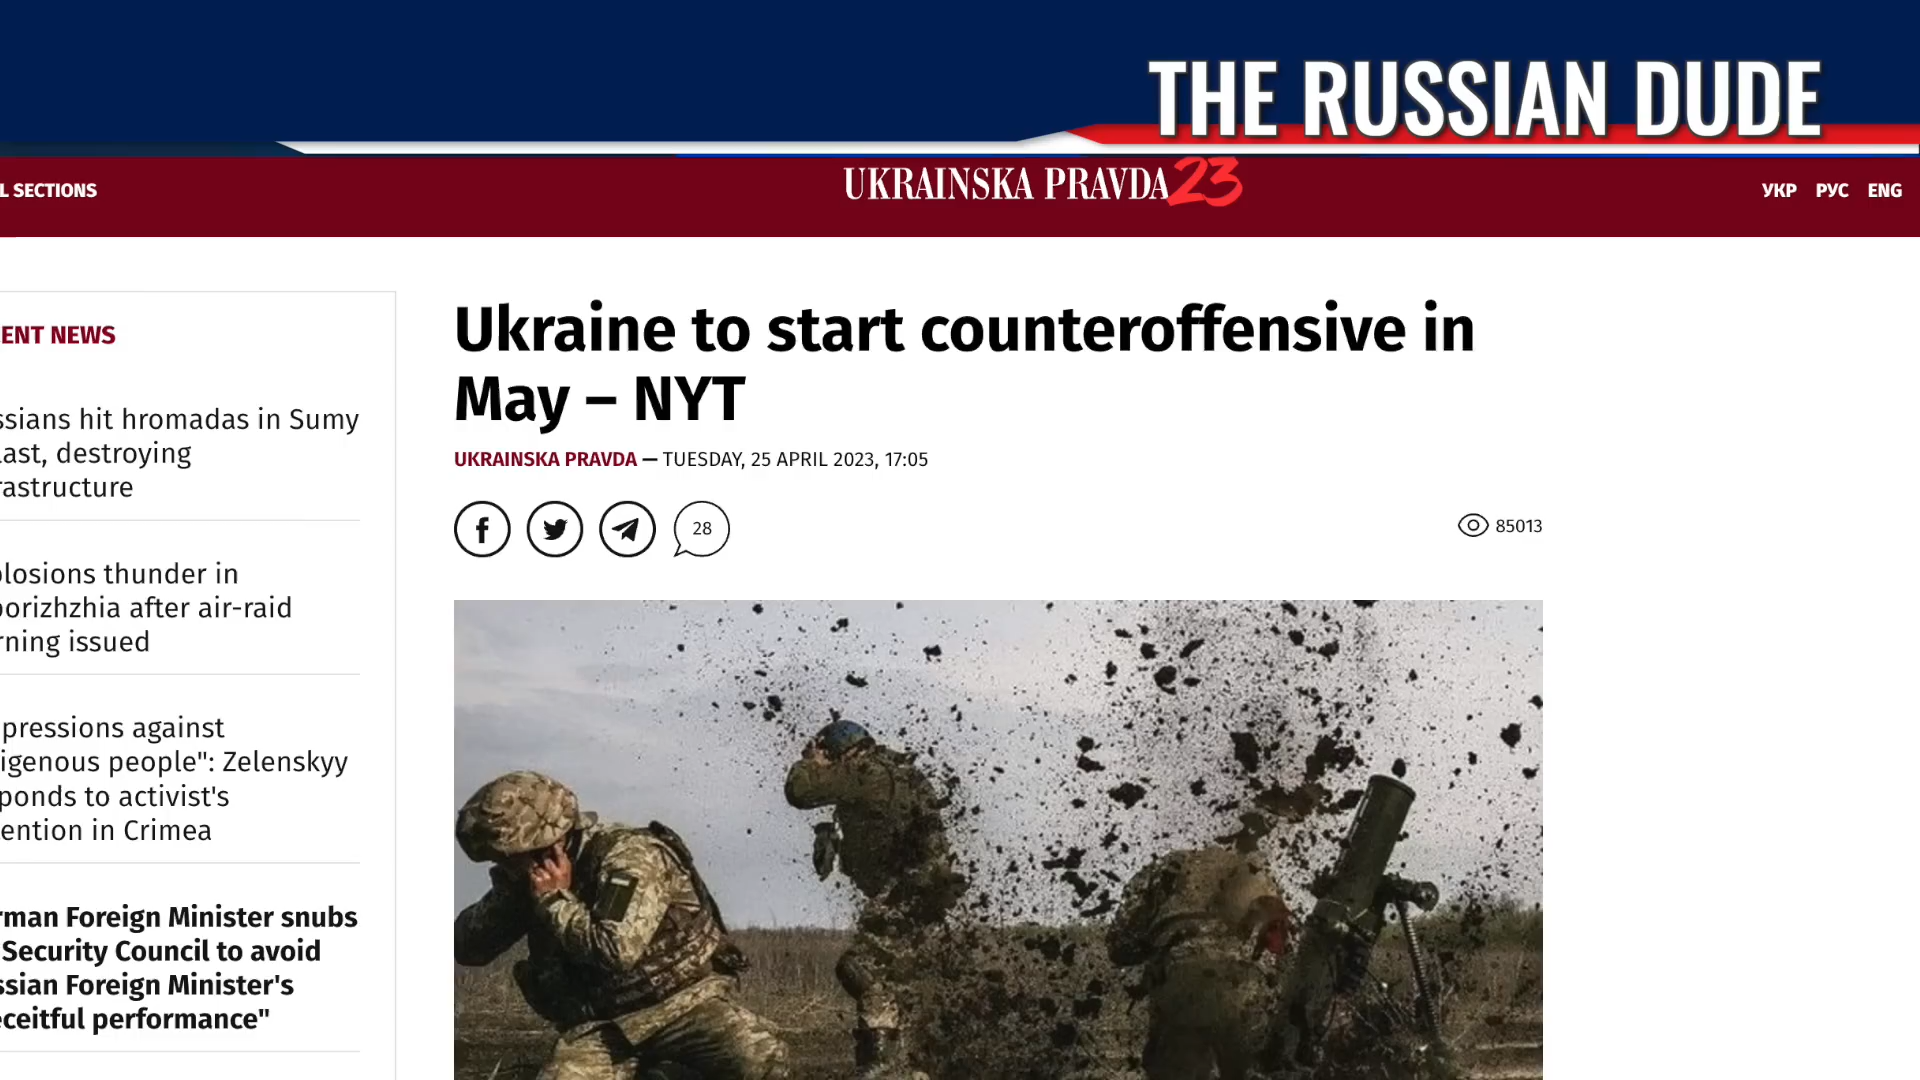 THE RUSSIAN DUDE
L SECTIONS
UKRAINSKA PRAVDA 23
УКР РУС ENG
ENT NEWS
ssians hit hromadas in Sumy
last, destroying
rastructure
plosions thunder in
porizhzhia after air-raid
rning issued
pressions against
igenous people": Zelenskyy
ponds to activist's
ention in Crimea
rman Foreign Minister snubs
Security Council to avoid
ssian Foreign Minister's
eceitful performance"
Ukraine to start counteroffensive in
May – NYT
UKRAINSKA PRAVDA — TUESDAY, 25 APRIL 2023, 17:05
28
85013